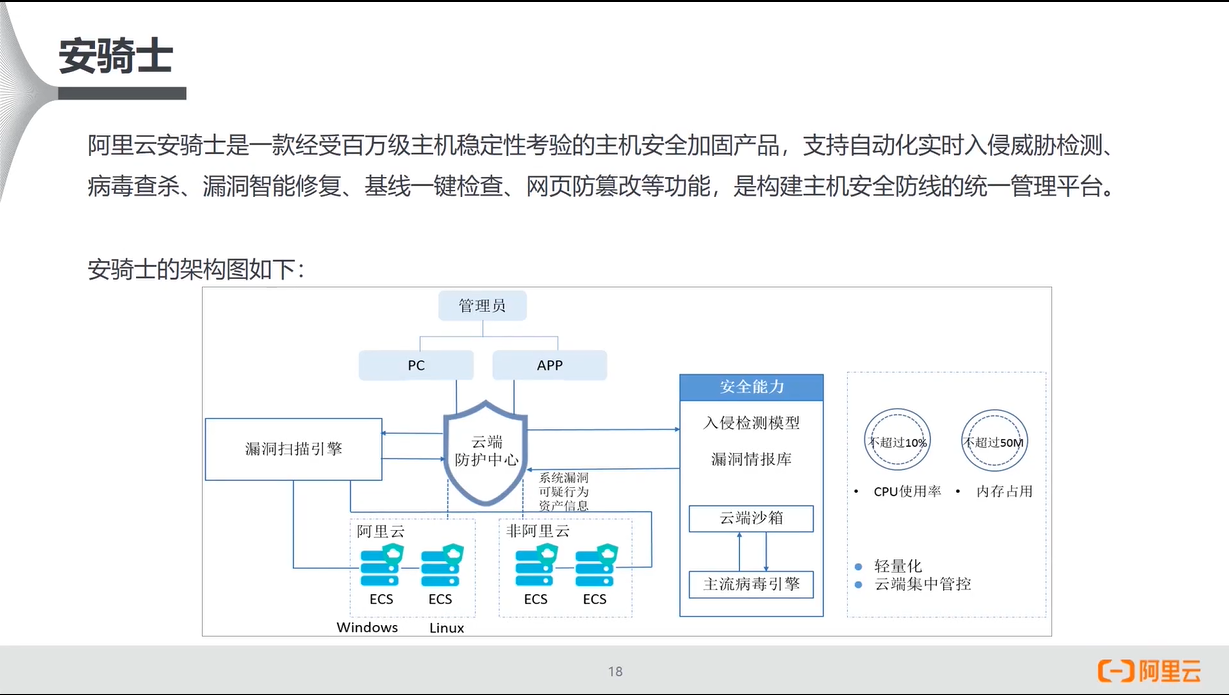 安骑士
阿里云安骑士是一款经受百万级主机稳定性考验的主机安全加固产品，支持自动化实时入侵威胁检测、
病毒查杀、漏洞智能修复、基线一键检查、网页防篡改等功能，是构建主机安全防线的统一管理平台。
安骑士的架构图如下：
管理员
PC
APP
漏洞扫描引擎
云端
防护中心
系统漏洞
可疑行为
资产信息
阿里云
ECS
ECS
Windows
Linux
非阿里云
ECS
ECS
安全能力
入侵检测模型
漏洞情报库
云端沙箱
主流病毒引擎
不超过10%
不超过50M
• CPU使用率
• 内存占用
● 轻量化
● 云端集中管控
18
阿里云